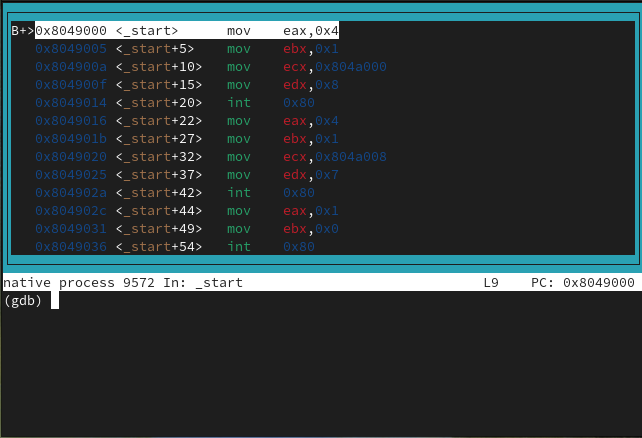 B+>0x8049000 <_start>      mov    eax,0x4
0x8049005 <_start+5>    mov    ebx,0x1
0x804900a <_start+10>   mov    ecx,0x804a000
0x804900f <_start+15>   mov    edx,0x8
0x8049014 <_start+20>   int    0x80
0x8049016 <_start+22>   mov    eax,0x4
0x804901b <_start+27>   mov    ebx,0x1
0x8049020 <_start+32>   mov    ecx,0x804a008
0x8049025 <_start+37>   mov    edx,0x7
0x804902a <_start+42>   int    0x80
0x804902c <_start+44>   mov    eax,0x1
0x8049031 <_start+49>   mov    ebx,0x0
0x8049036 <_start+54>   int    0x80
native process 9572 In: _start                              L9    PC: 0x8049000
(gdb)